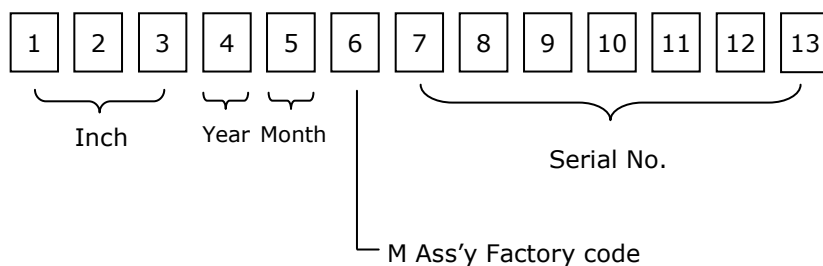 1 2 3 4 5 6 7 8 9 10 11 12 13
Inch Year Month
Serial No.
M Ass’y Factory code